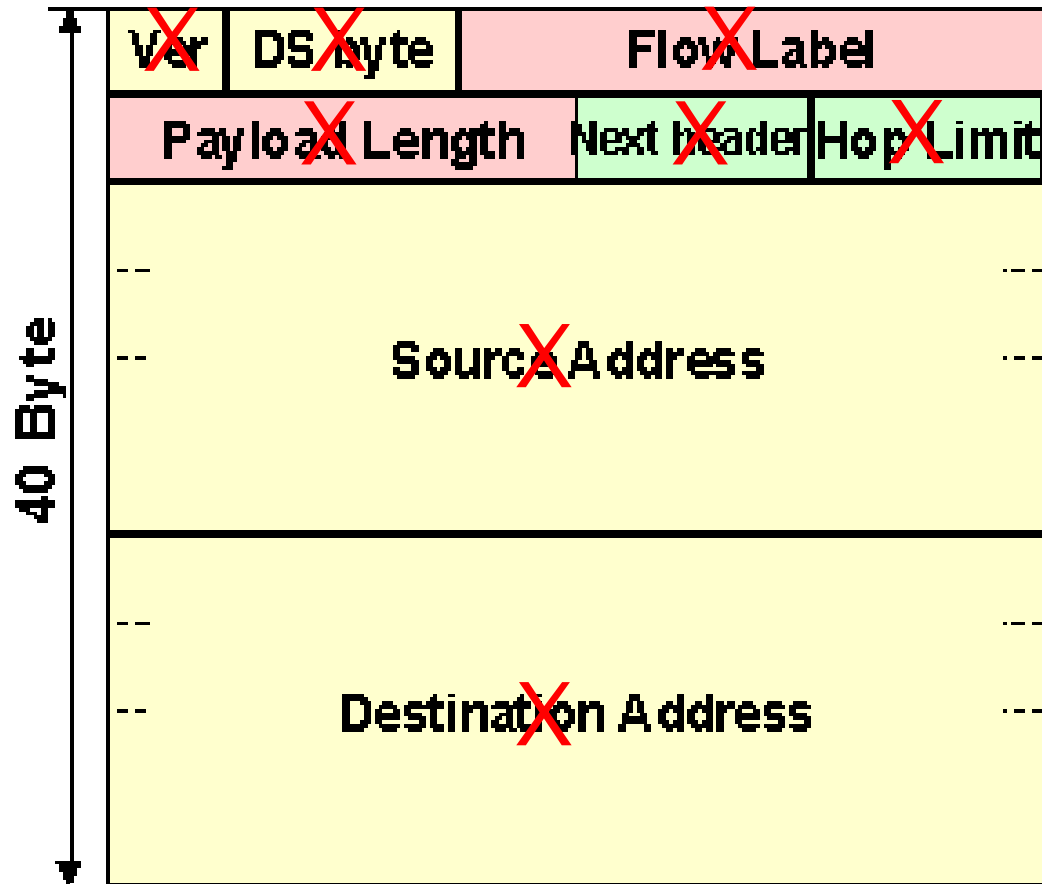 Ver DS byte Flow Label
Payload Length Next header Hop Limit
40 Byte
Source Address
Destination Address